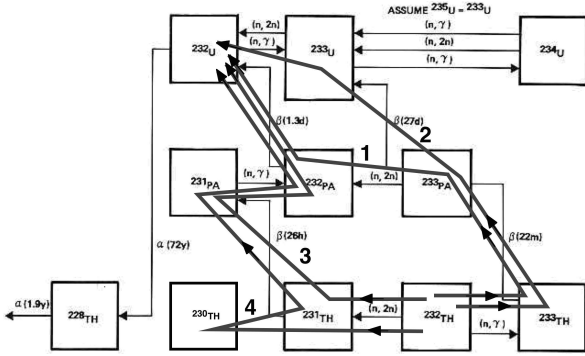 ASSUME ²³⁵U = ²³³U
(n, 2n)
(n, γ)
(n, γ)
(n, 2n)
(n, γ)
²³²U
²³³U
²³⁴U
β(1.3d)
β(27d)
2
1
²³¹PA
(n, γ)
²³²PA
(n, 2n)
²³³PA
α(72y)
β(26h)
3
β(22m)
α(1.9y)
²²⁸TH
²³⁰TH
4
²³¹TH
(n, 2n)
²³²TH
(n, γ)
²³³TH